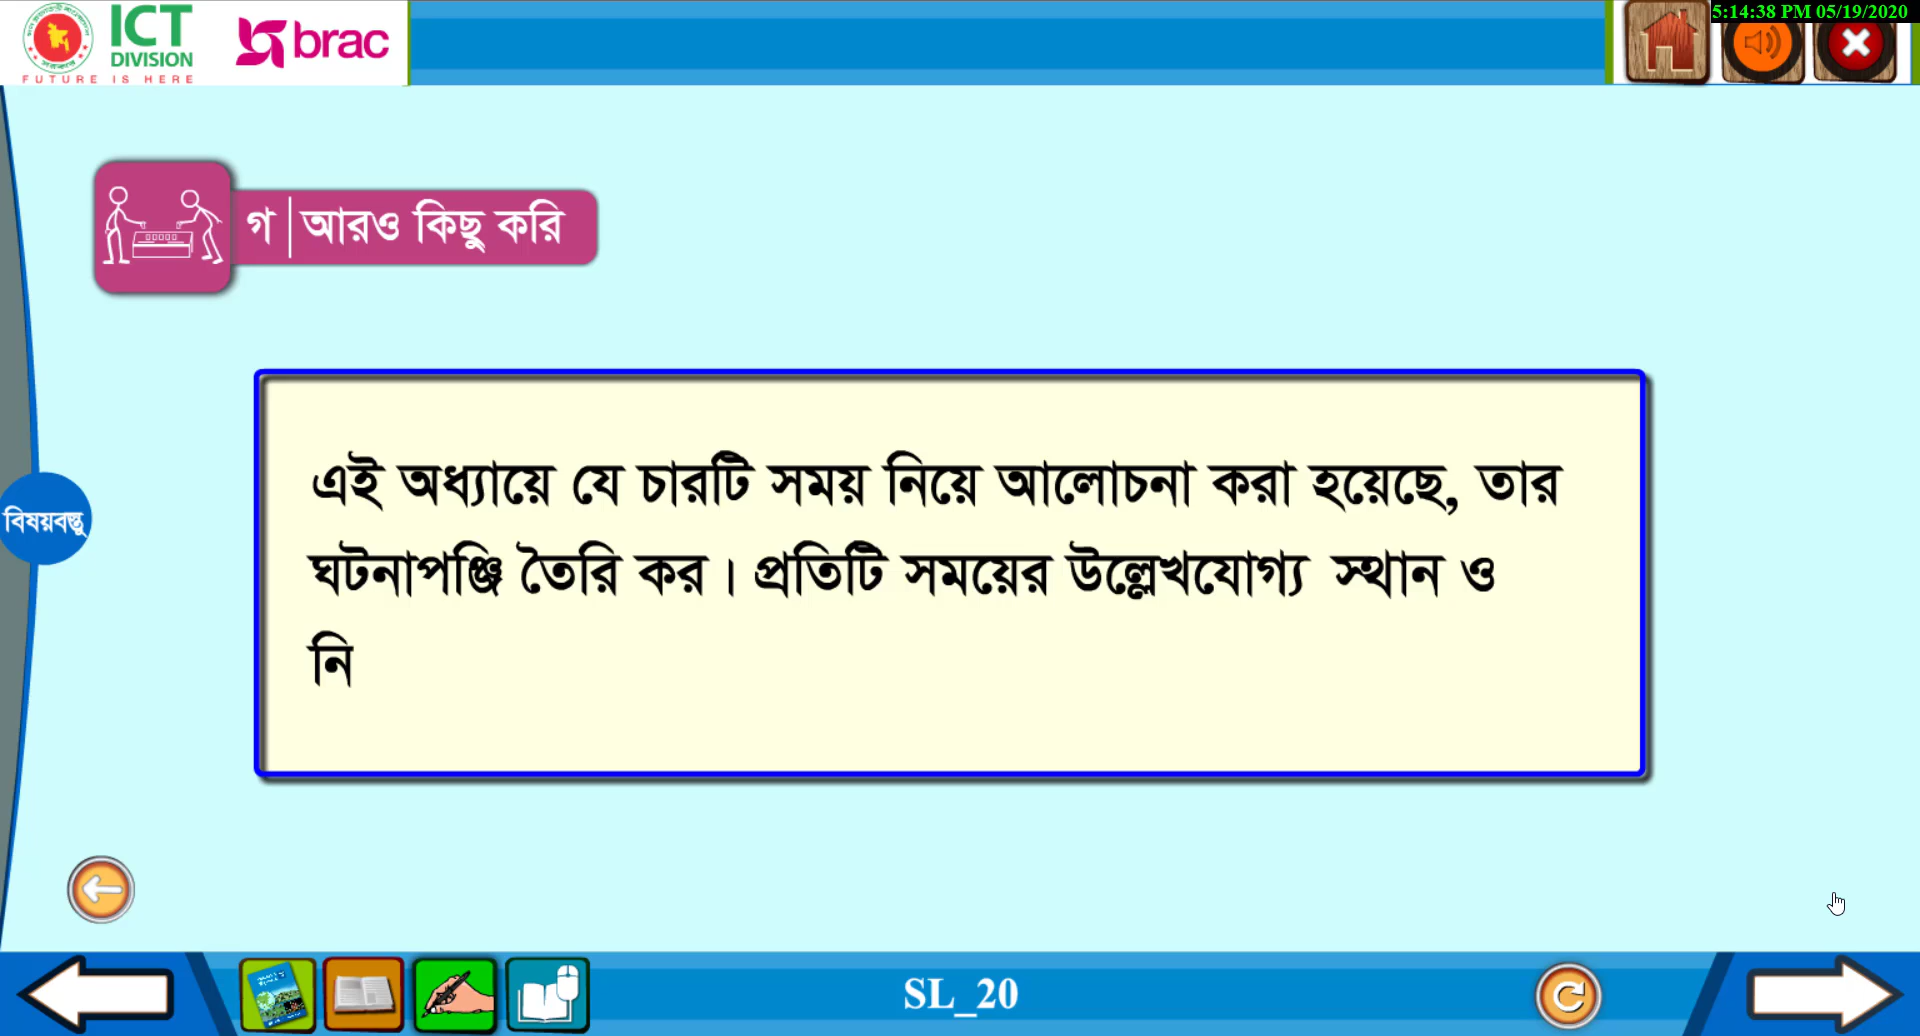 5:14:38 PM 05/19/2020
ICT
DIVISION
FUTURE IS HERE
brac
গ | আরও কিছু করি
এই অধ্যায়ে যে চারটি সময় নিয়ে আলোচনা করা হয়েছে, তার
ঘটনাপঞ্জি তৈরি কর। প্রতিটি সময়ের উল্লেখযোগ্য স্থান ও
নি
বিষয়বস্তু
SL_20